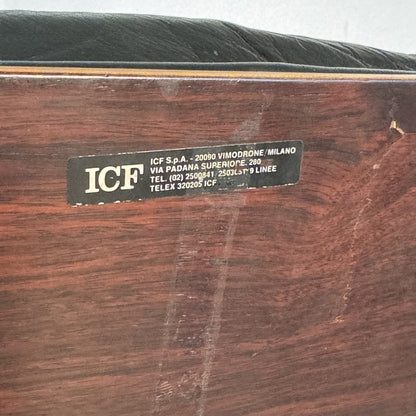 ICF
ICF S.p.A. - 20090 VIMODRONE/MILANO
VIA PADANA SUPERIORE, 280
TEL. (02) 2500841 LINEE
TELEX 320205 ICF